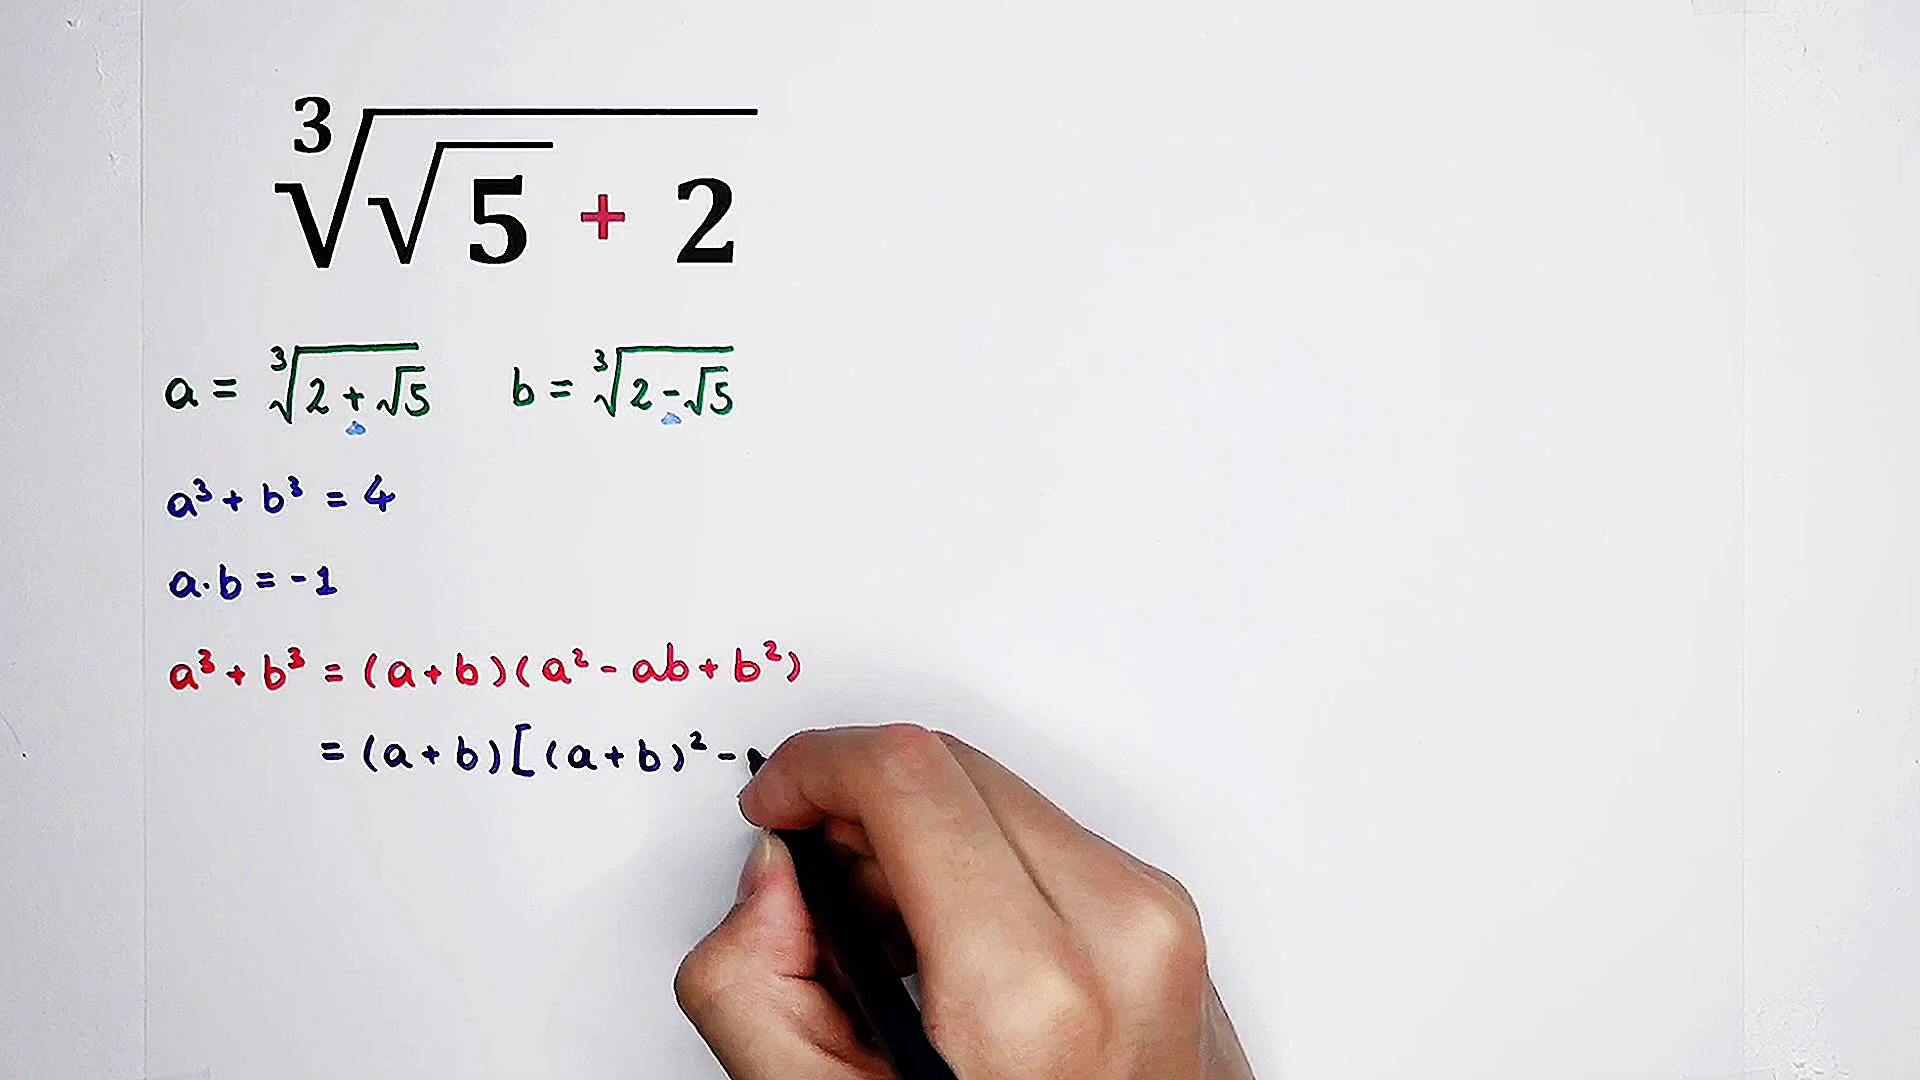 ∛(√5 + 2)
a = ∛(2 + √5) b = ∛(2 - √5)
a³ + b³ = 4
a·b = -1
a³ + b³ = (a + b)(a² - ab + b²)
= (a + b)[(a + b)² -